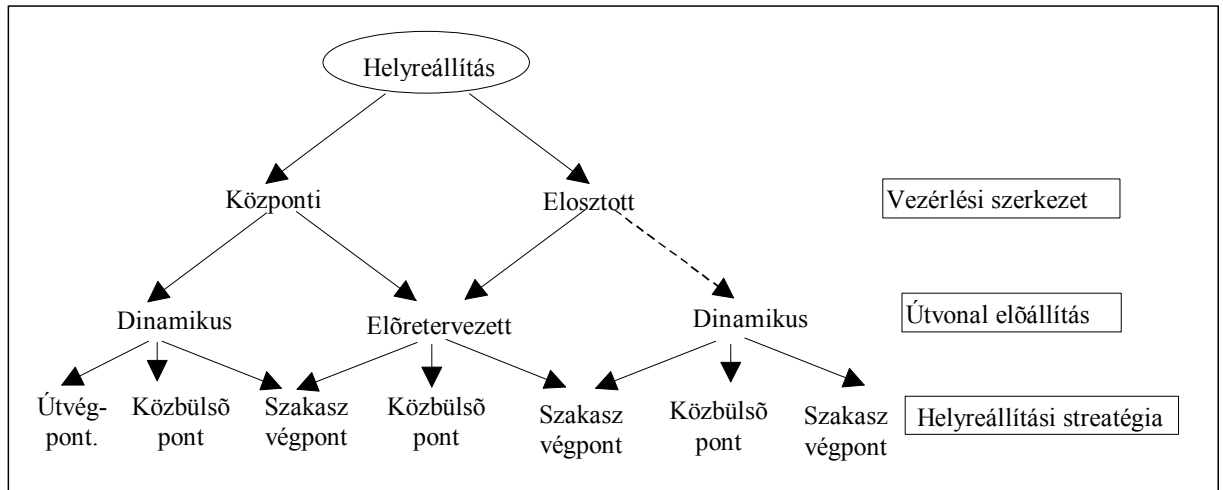 Helyreállítás
Központi
Elosztott
Vezérlési szerkezet
Dinamikus
Elõretervezett
Dinamikus
Útvonal elõállítás
Útvég-
pont.
Közbülsõ
pont
Szakasz
végpont
Közbülsõ
pont
Szakasz
végpont
Közbülsõ
pont
Szakasz
végpont
Helyreállítási streatégia